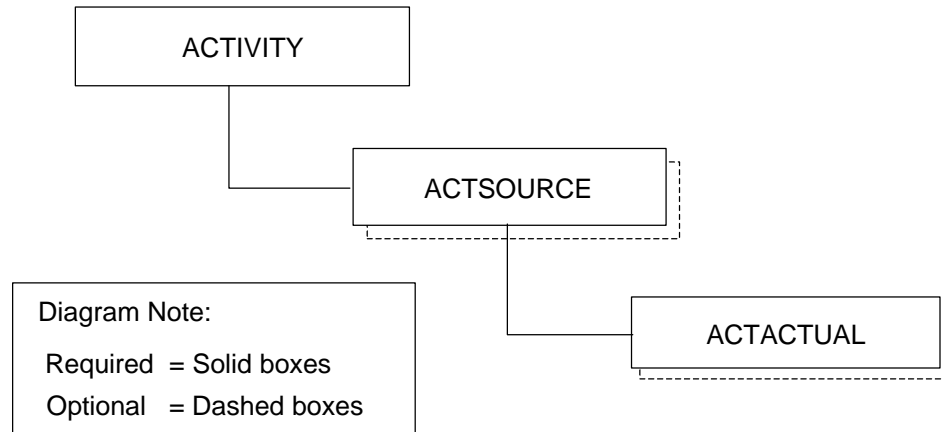 ACTIVITY
ACTSOURCE
ACTACTUAL
Diagram Note:
Required = Solid boxes
Optional = Dashed boxes